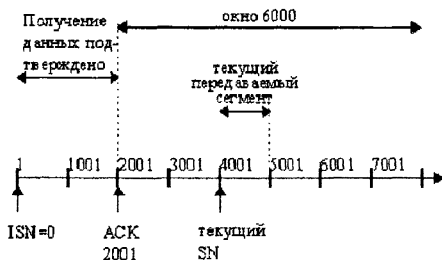 Получение
данных под-
тверждено
окно 6000
текущий
передаваемый
сегмент
1 1001 2001 3001 4001 5001 6001 7001
ISN=0
ACK
2001
текущий
SN